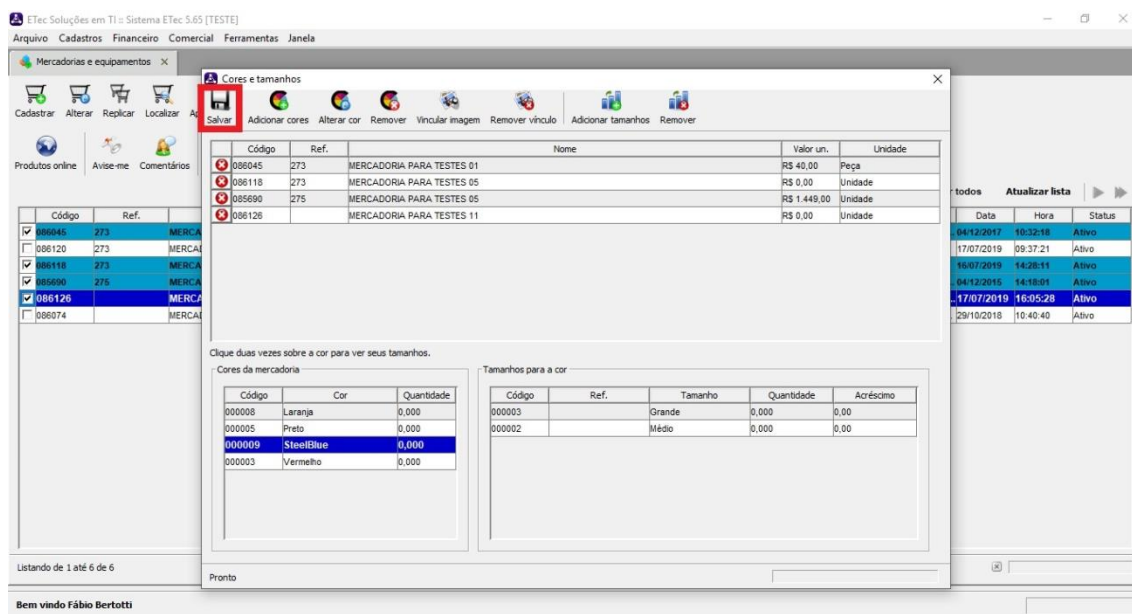 ETec Soluções em TI :: Sistema ETec 5.65 [TESTE]
Arquivo Cadastros Financeiro Comercial Ferramentas Janela
Mercadorias e equipamentos
Cores e tamanhos
Cadastrar Alterar Replicar Localizar
Salvar Adicionar cores Alterar cor Remover Vincular imagem Remover vínculo Adicionar tamanhos Remover
Produtos online Avise-me Comentários
Código Ref. Nome Valor un. Unidade
086045 273 MERCADORIA PARA TESTES 01 R$ 40,00 Peça
086118 273 MERCADORIA PARA TESTES 05 R$ 0,00 Unidade
085690 275 MERCADORIA PARA TESTES 05 R$ 1.449,00 Unidade
086126 MERCADORIA PARA TESTES 11 R$ 0,00 Unidade
todos Atualizar lista
Código Ref. Data Hora Status
086045 273 MERCA 04/12/2017 10:32:18 Ativo
086120 273 MERCA 17/07/2019 09:37:21 Ativo
086118 273 MERCA 16/07/2019 14:28:11 Ativo
085690 275 MERCA 04/12/2015 14:18:01 Ativo
086126 MERCA 17/07/2019 16:05:28 Ativo
086074 MERCA 29/10/2018 10:40:40 Ativo
Clique duas vezes sobre a cor para ver seus tamanhos.
Cores da mercadoria
Código Cor Quantidade
000008 Laranja 0,000
000005 Preto 0,000
000009 SteelBlue 0,000
000003 Vermelho 0,000
Tamanhos para a cor
Código Ref. Tamanho Quantidade Acréscimo
000003 Grande 0,000 0,00
000002 Médio 0,000 0,00
Listando de 1 até 6 de 6
Pronto
Bem vindo Fábio Bertotti